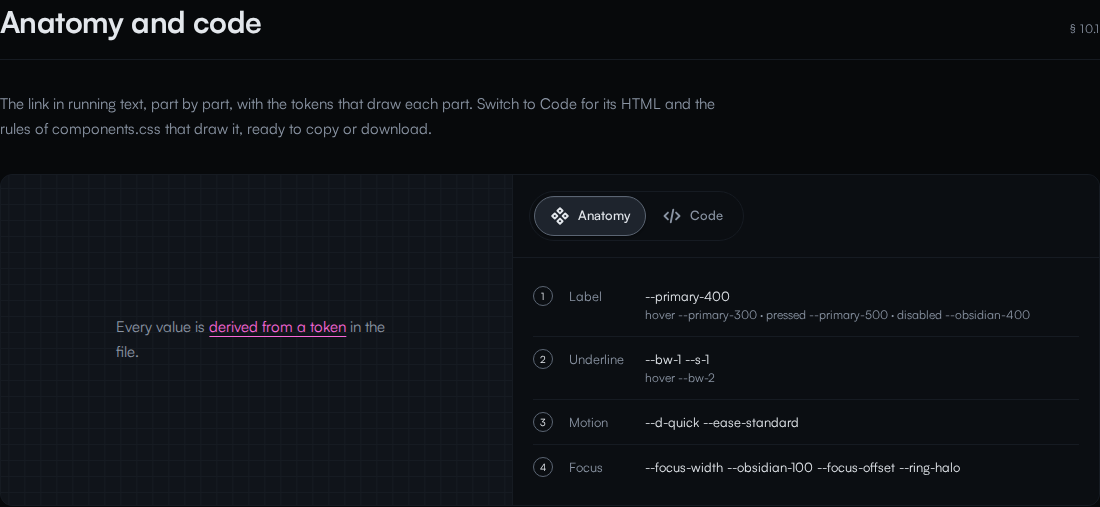 Anatomy and code
§ 10.1
The link in running text, part by part, with the tokens that draw each part. Switch to Code for its HTML and the
rules of components.css that draw it, ready to copy or download.
Anatomy
Code
Every value is derived from a token in the
file.
1 Label --primary-400
hover --primary-300 · pressed --primary-500 · disabled --obsidian-400
2 Underline --bw-1 --s-1
hover --bw-2
3 Motion --d-quick --ease-standard
4 Focus --focus-width --obsidian-100 --focus-offset --ring-halo